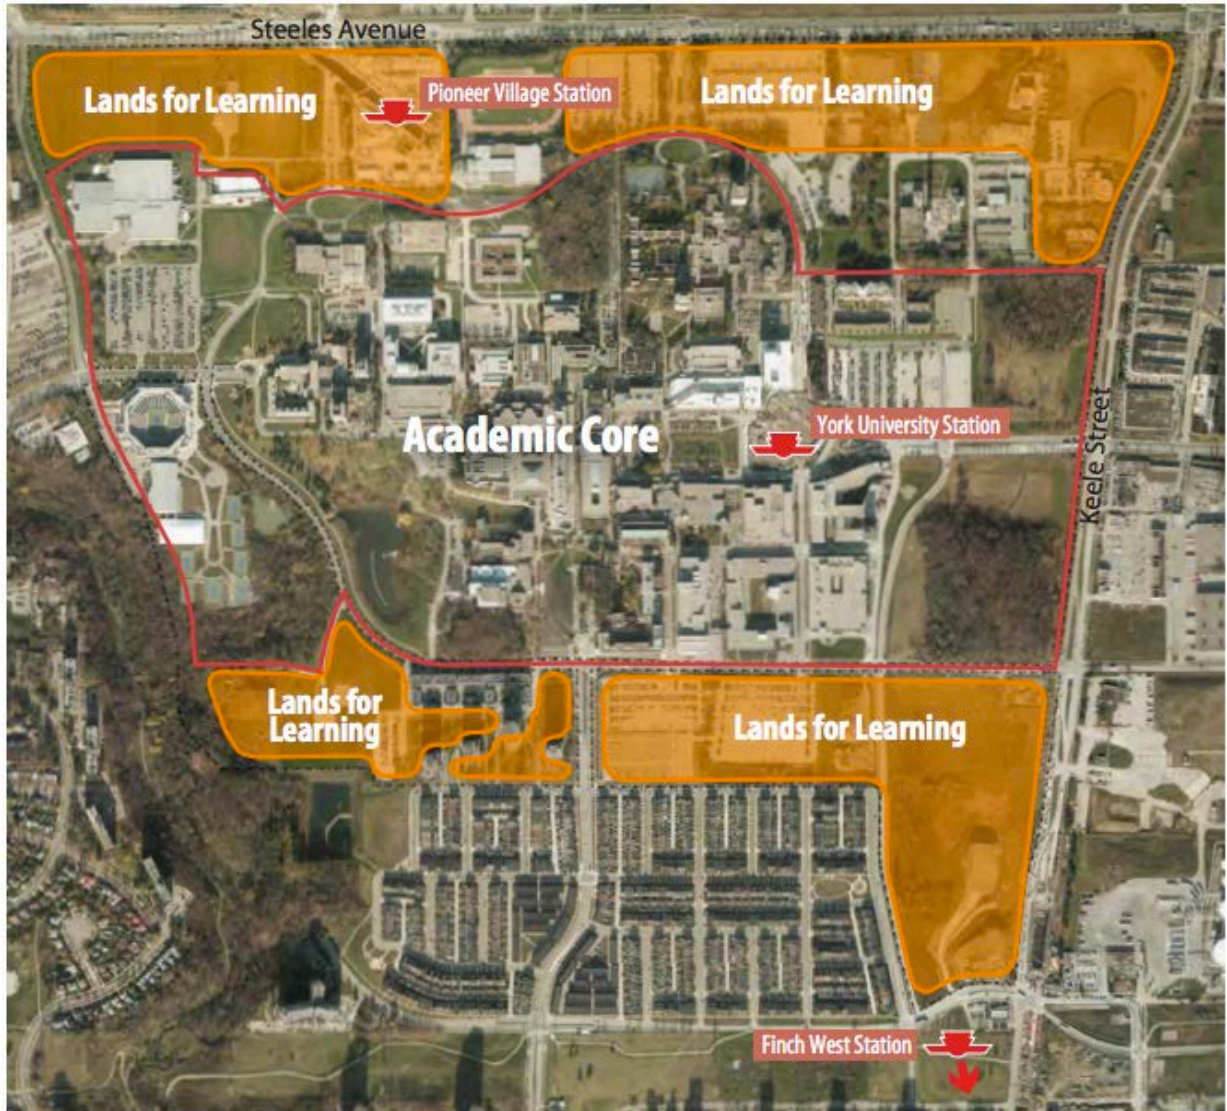 Steeles Avenue
Lands for Learning
Pioneer Village Station
Lands for Learning
Academic Core
York University Station
Keele Street
Lands for
Learning
Lands for Learning
Finch West Station